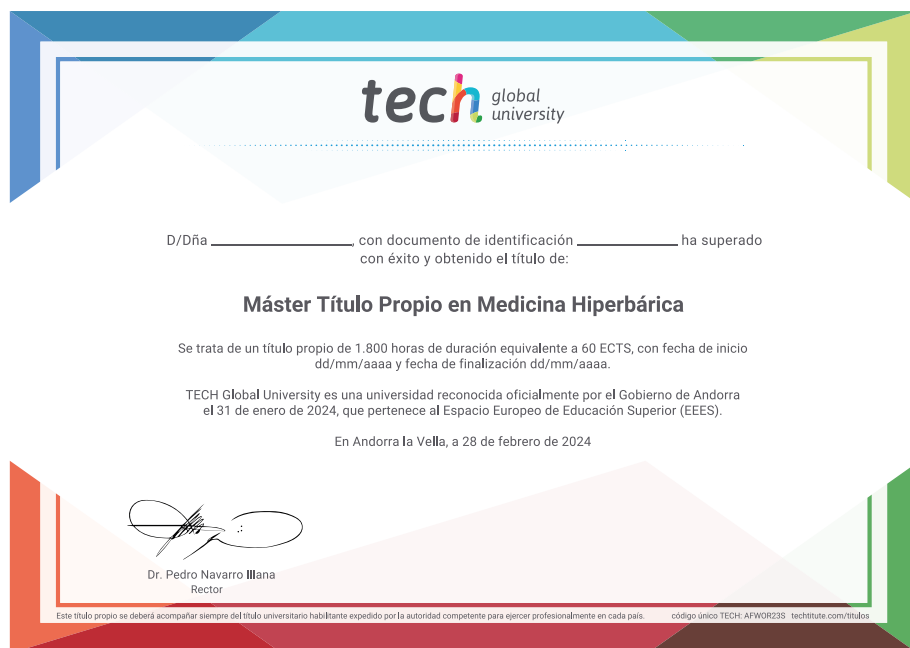 tech global
university
D/Dña ____________________, con documento de identificación ______________ ha superado
con éxito y obtenido el título de:
Máster Título Propio en Medicina Hiperbárica
Se trata de un título propio de 1.800 horas de duración equivalente a 60 ECTS, con fecha de inicio
dd/mm/aaaa y fecha de finalización dd/mm/aaaa.
TECH Global University es una universidad reconocida oficialmente por el Gobierno de Andorra
el 31 de enero de 2024, que pertenece al Espacio Europeo de Educación Superior (EEES).
En Andorra la Vella, a 28 de febrero de 2024
Dr. Pedro Navarro Illana
Rector
Este título propio se deberá acompañar siempre del título universitario habilitante expedido por la autoridad competente para ejercer profesionalmente en cada país. código único TECH: AFWOR23S techtitute.com/titulos